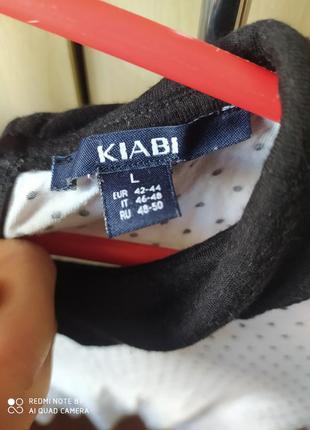 KIABI
L
EUR 42-44
IT 46-48
RU 48-50
REDMI NOTE 8T
AI QUAD CAMERA